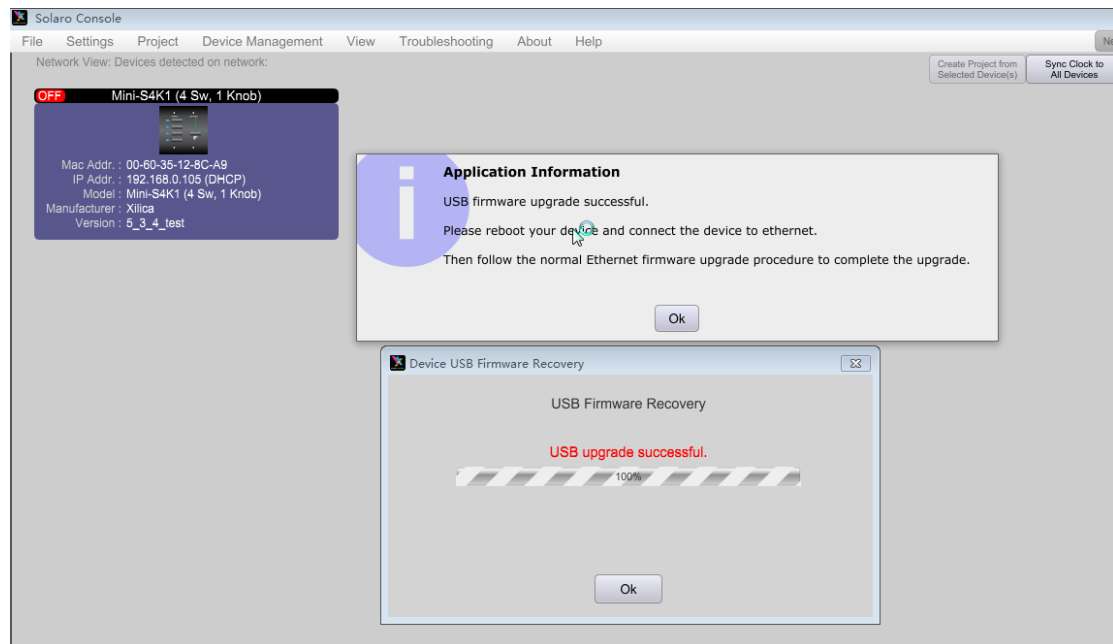 Solaro Console
File Settings Project Device Management View Troubleshooting About Help
Network View: Devices detected on network:
Create Project from
Selected Device(s)
Sync Clock to
All Devices
OFF Mini-S4K1 (4 Sw, 1 Knob)
Mac Addr. : 00-60-35-12-8C-A9
IP Addr. : 192.168.0.105 (DHCP)
Model : Mini-S4K1 (4 Sw, 1 Knob)
Manufacturer : Xilica
Version : 5_3_4_test
Application Information
USB firmware upgrade successful.
Please reboot your device and connect the device to ethernet.
Then follow the normal Ethernet firmware upgrade procedure to complete the upgrade.
Ok
Device USB Firmware Recovery
USB Firmware Recovery
USB upgrade successful.
100%
Ok